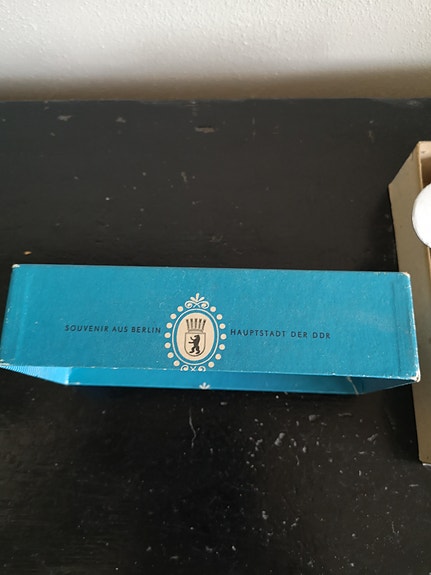 SOUVENIR AUS BERLIN HAUPTSTADT DER DDR